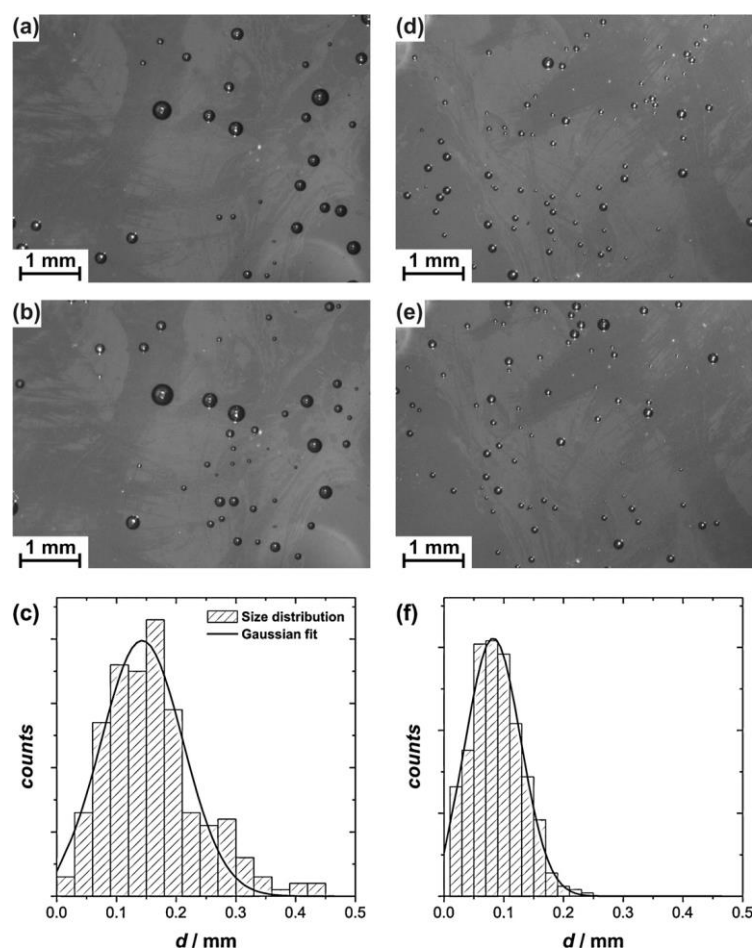 (a)
1 mm
(d)
1 mm
(b)
1 mm
(e)
1 mm
(c)
Size distribution
Gaussian fit
counts
0.0 0.1 0.2 0.3 0.4 0.5
d / mm
(f)
counts
0.0 0.1 0.2 0.3 0.4 0.5
d / mm